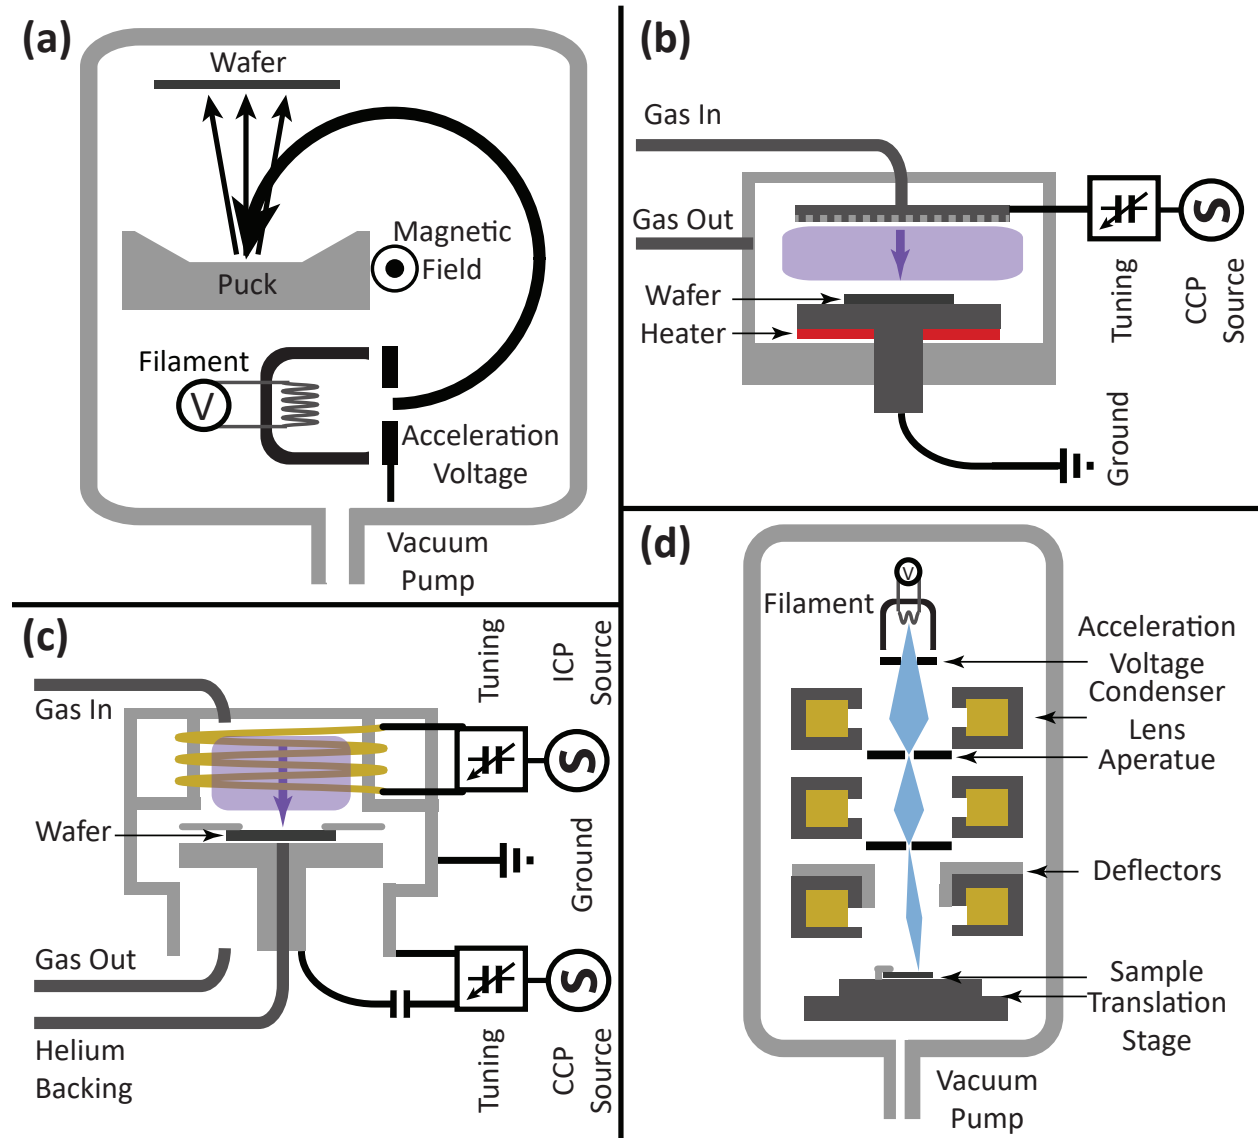 (a)
Wafer
Magnetic
Field
Puck
Filament
V
Acceleration
Voltage
Vacuum
Pump
(b)
Gas In
Gas Out
Wafer
Heater
Tuning
CCP
Source
Ground
S
(c)
Gas In
Wafer
Gas Out
Helium
Backing
Tuning
ICP
Source
S
Ground
S
Tuning
CCP
Source
(d)
V
Filament
Acceleration
Voltage
Condenser
Lens
Aperatue
Deflectors
Sample
Translation
Stage
Vacuum
Pump